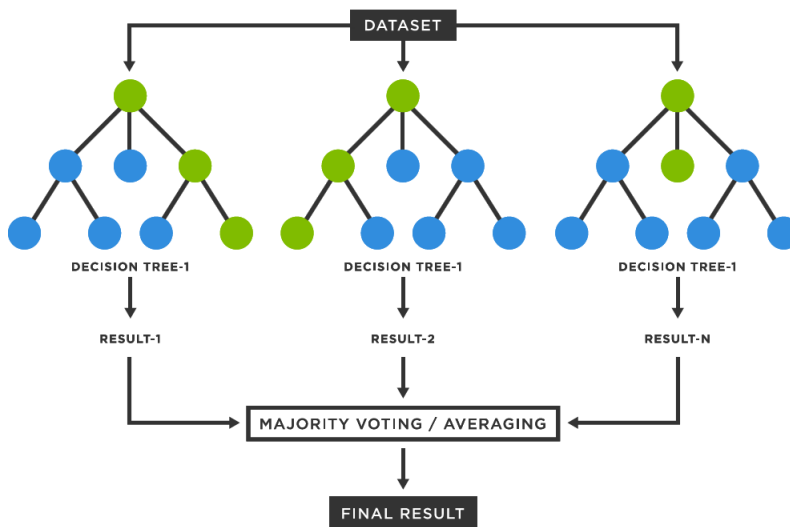 DATASET
DECISION TREE-1
DECISION TREE-1
DECISION TREE-1
RESULT-1
RESULT-2
RESULT-N
MAJORITY VOTING / AVERAGING
FINAL RESULT